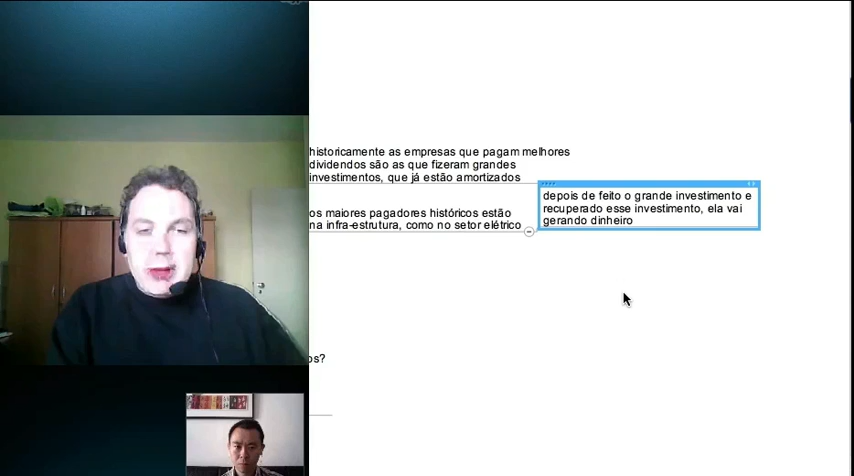 historicamente as empresas que pagam melhores
dividendos são as que fizeram grandes
investimentos, que já estão amortizados
os maiores pagadores históricos estão
na infra-estrutura, como no setor elétrico
depois de feito o grande investimento e
recuperado esse investimento, ela vai
gerando dinheiro
os?